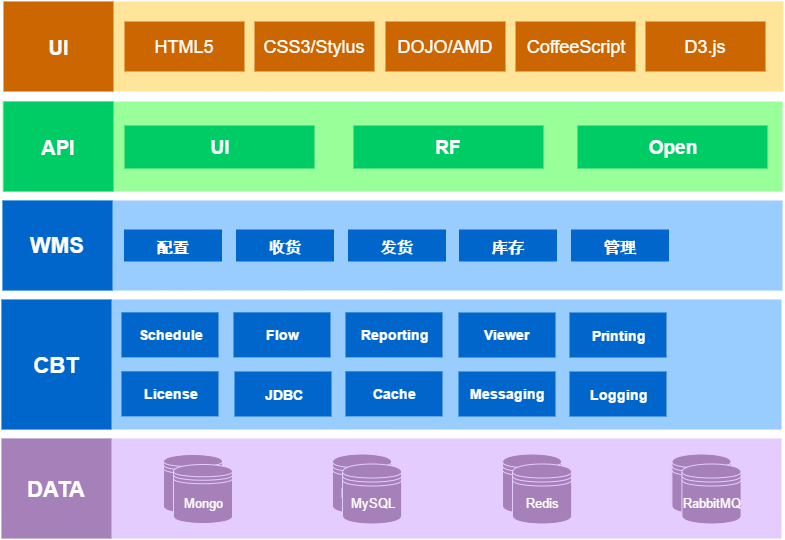 UI
HTML5
CSS3/Stylus
DOJO/AMD
CoffeeScript
D3.js
API
UI
RF
Open
WMS
配置
收货
发货
库存
管理
CBT
Schedule
Flow
Reporting
Viewer
Printing
License
JDBC
Cache
Messaging
Logging
DATA
Mongo
MySQL
Redis
RabbitMQ